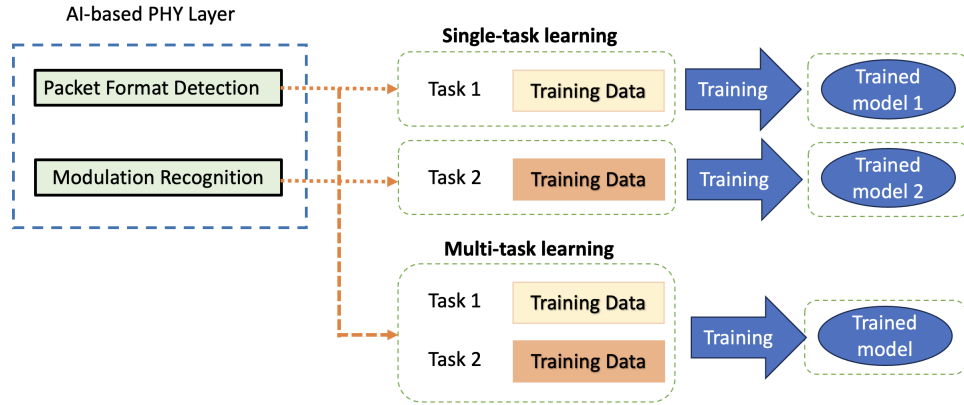 AI-based PHY Layer
Packet Format Detection
Modulation Recognition
Single-task learning
Task 1
Training Data
Training
Trained
model 1
Task 2
Training Data
Training
Trained
model 2
Multi-task learning
Task 1
Training Data
Task 2
Training Data
Training
Trained
model